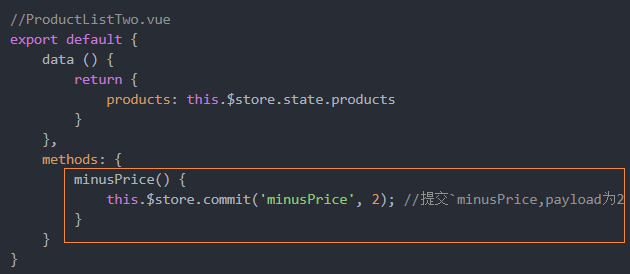 //ProductListTwo.vue
export default {
    data () {
        return {
            products: this.$store.state.products
        }
    },
    methods: {
        minusPrice() {
            this.$store.commit('minusPrice', 2); //提交`minusPrice,payload为2
        }
    }
}